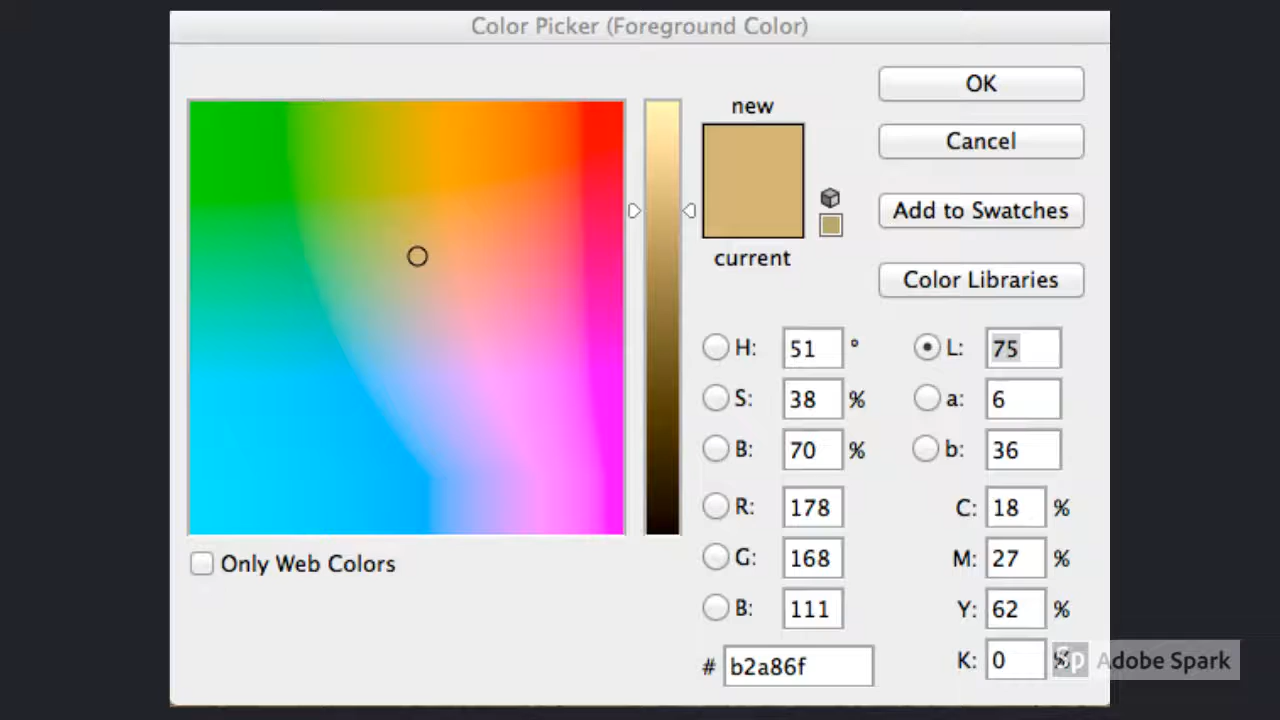 Color Picker (Foreground Color)
new
current
OK
Cancel
Add to Swatches
Color Libraries
H: 51 °
L: 75
S: 38 %
a: 6
B: 70 %
b: 36
R: 178
C: 18 %
G: 168
M: 27 %
B: 111
Y: 62 %
# b2a86f
K: 0 %
Only Web Colors
Sp Adobe Spark